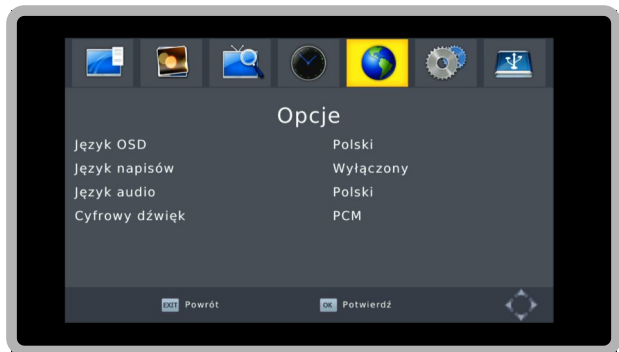 Opcje
Język OSD Polski
Język napisów Wyłączony
Język audio Polski
Cyfrowy dźwięk PCM
EXIT Powrót OK Potwierdź